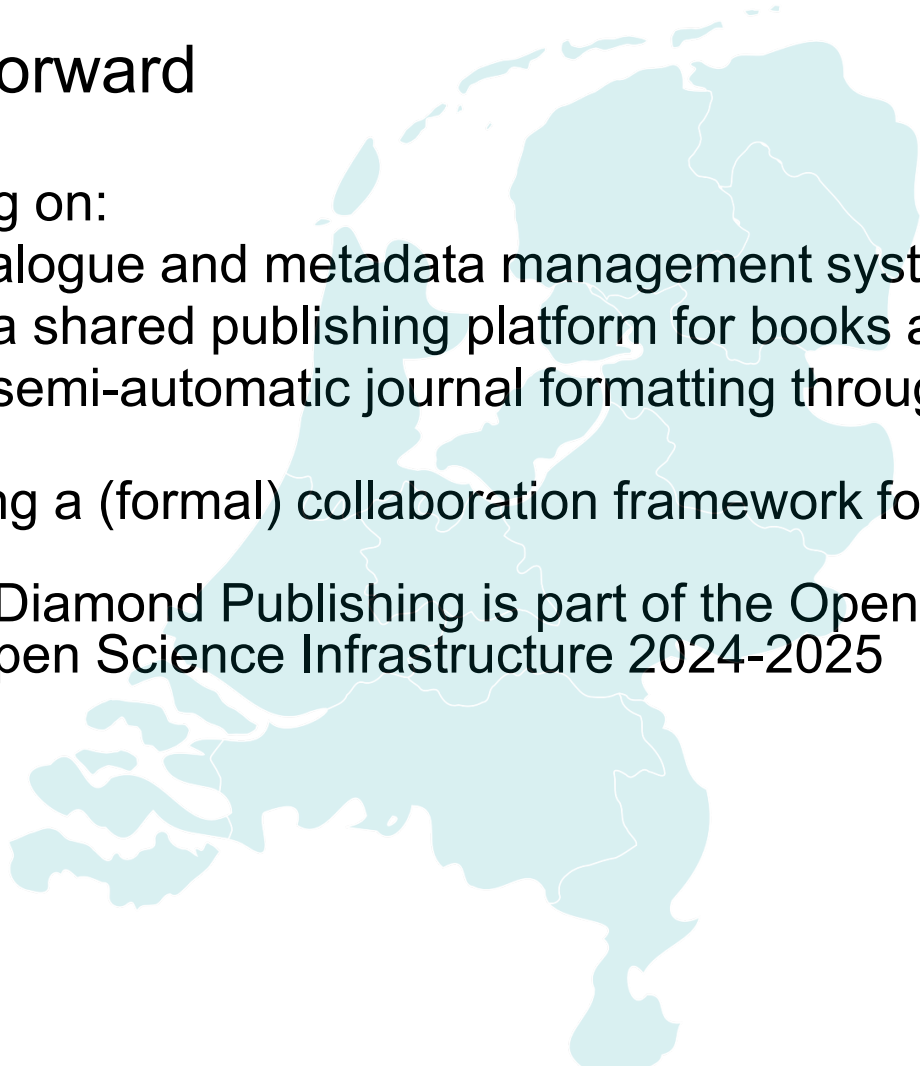 orward
g on:
alogue and metadata management syst
a shared publishing platform for books a
semi-automatic journal formatting throug
ng a (formal) collaboration framework fo
Diamond Publishing is part of the Open
pen Science Infrastructure 2024-2025